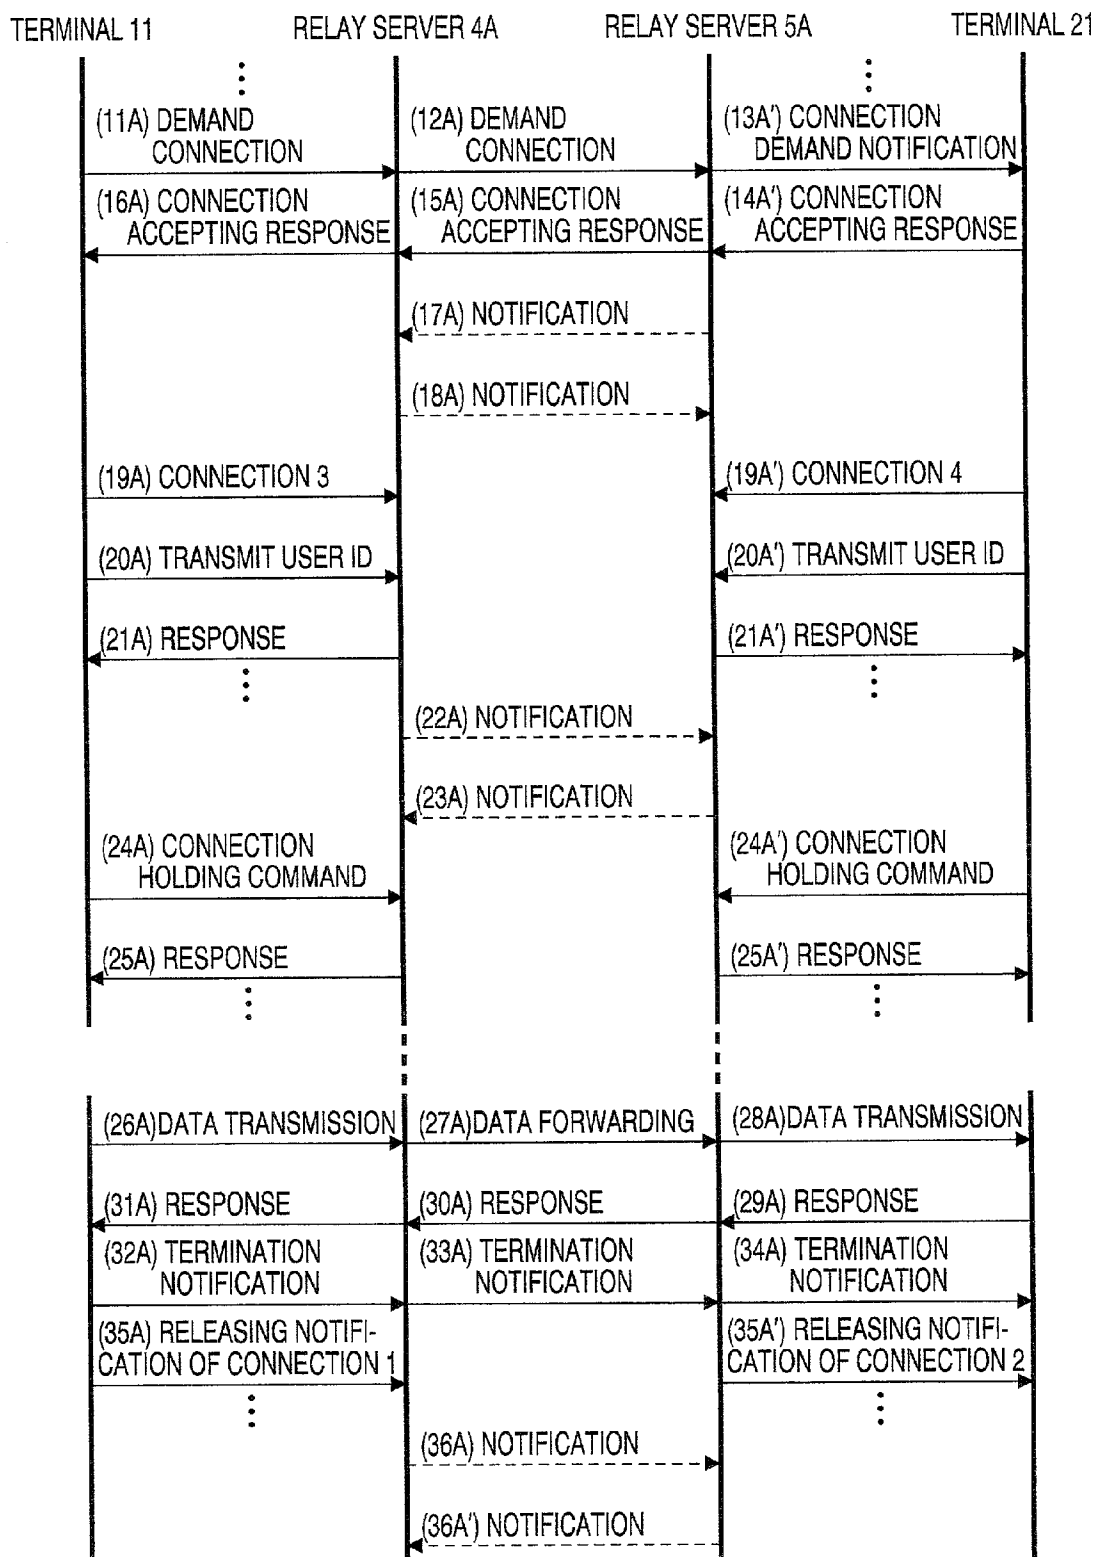 TERMINAL 11 RELAY SERVER 4A RELAY SERVER 5A TERMINAL 21
(11A) DEMAND
CONNECTION
(12A) DEMAND
CONNECTION
(13A') CONNECTION
DEMAND NOTIFICATION
(16A) CONNECTION
ACCEPTING RESPONSE
(15A) CONNECTION
ACCEPTING RESPONSE
(14A') CONNECTION
ACCEPTING RESPONSE
(17A) NOTIFICATION
(18A) NOTIFICATION
(19A) CONNECTION 3
(19A') CONNECTION 4
(20A) TRANSMIT USER ID
(20A') TRANSMIT USER ID
(21A) RESPONSE
(21A') RESPONSE
(22A) NOTIFICATION
(23A) NOTIFICATION
(24A) CONNECTION
HOLDING COMMAND
(24A') CONNECTION
HOLDING COMMAND
(25A) RESPONSE
(25A') RESPONSE
(26A)DATA TRANSMISSION
(27A)DATA FORWARDING
(28A)DATA TRANSMISSION
(31A) RESPONSE
(30A) RESPONSE
(29A) RESPONSE
(32A) TERMINATION
NOTIFICATION
(33A) TERMINATION
NOTIFICATION
(34A) TERMINATION
NOTIFICATION
(35A) RELEASING NOTIFI-
CATION OF CONNECTION 1
(35A') RELEASING NOTIFI-
CATION OF CONNECTION 2
(36A) NOTIFICATION
(36A') NOTIFICATION